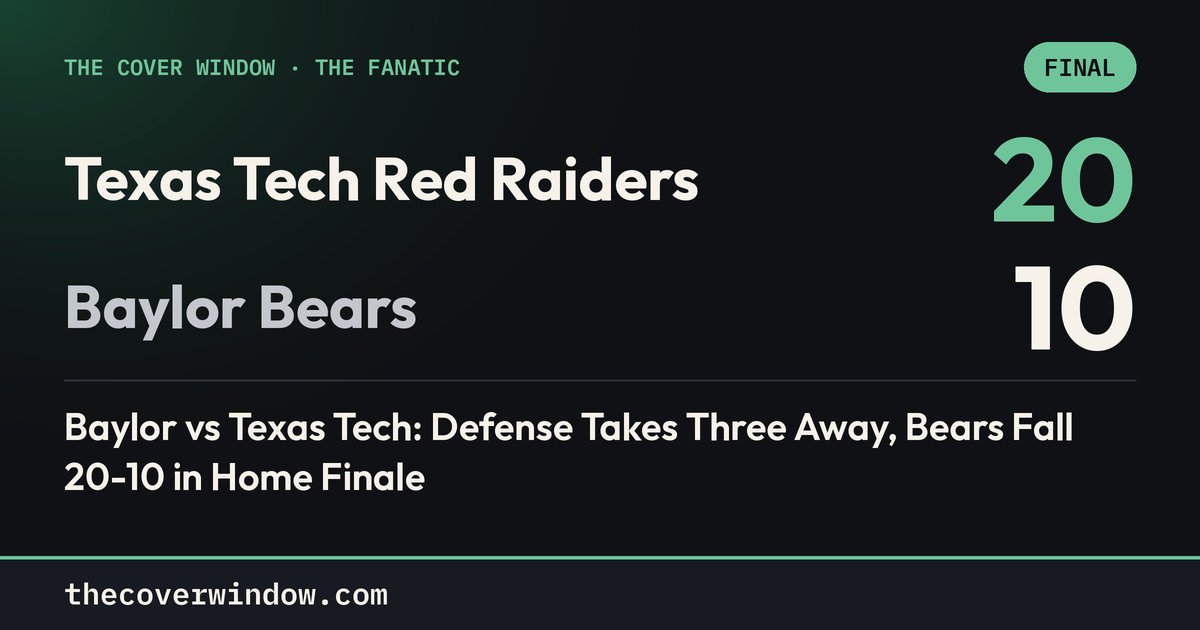 THE COVER WINDOW · THE FANATIC
FINAL
Texas Tech Red Raiders
20
Baylor Bears
10
Baylor vs Texas Tech: Defense Takes Three Away, Bears Fall
20-10 in Home Finale
thecoverwindow.com